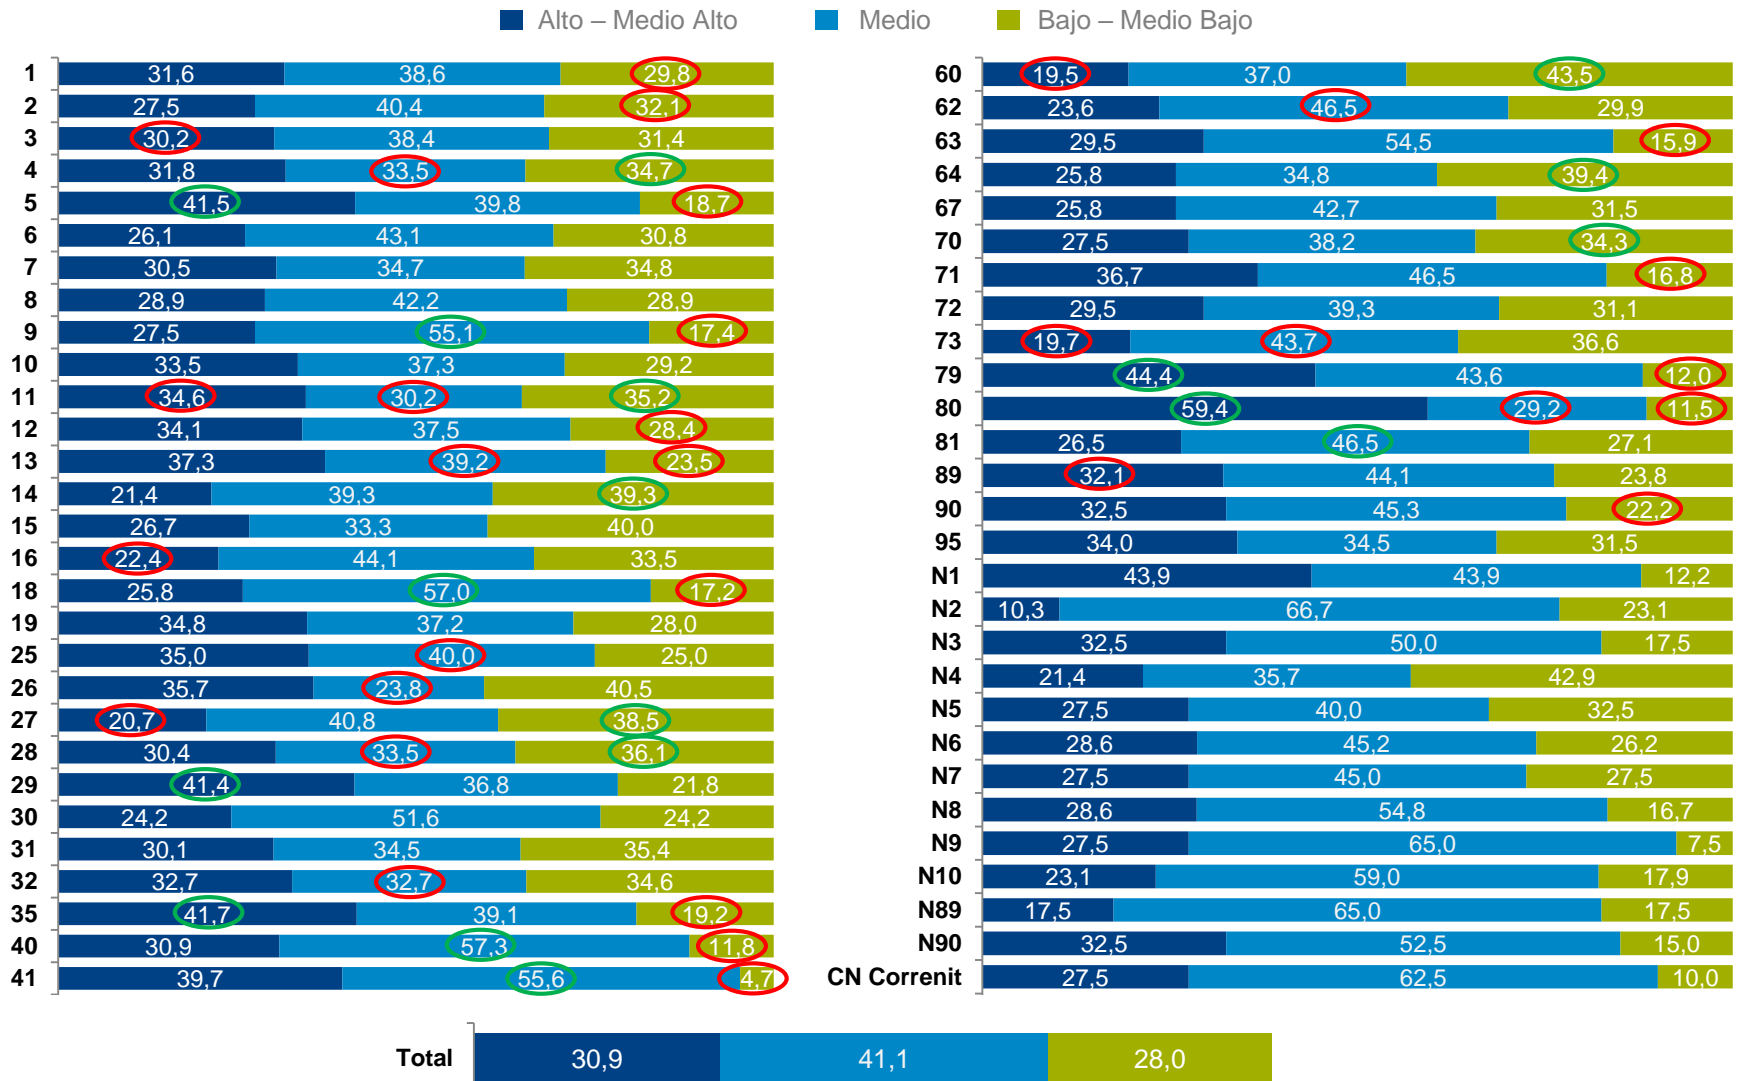 Alto – Medio Alto Medio Bajo – Medio Bajo
1 31,6 38,6 29,8
2 27,5 40,4 32,1
3 30,2 38,4 31,4
4 31,8 33,5 34,7
5 41,5 39,8 18,7
6 26,1 43,1 30,8
7 30,5 34,7 34,8
8 28,9 42,2 28,9
9 27,5 55,1 17,4
10 33,5 37,3 29,2
11 34,6 30,2 35,2
12 34,1 37,5 28,4
13 37,3 39,2 23,5
14 21,4 39,3 39,3
15 26,7 33,3 40,0
16 22,4 44,1 33,5
18 25,8 57,0 17,2
19 34,8 37,2 28,0
25 35,0 40,0 25,0
26 35,7 23,8 40,5
27 20,7 40,8 38,5
28 30,4 33,5 36,1
29 41,4 36,8 21,8
30 24,2 51,6 24,2
31 30,1 34,5 35,4
32 32,7 32,7 34,6
35 41,7 39,1 19,2
40 30,9 57,3 11,8
41 39,7 55,6 4,7
60 19,5 37,0 43,5
62 23,6 46,5 29,9
63 29,5 54,5 15,9
64 25,8 34,8 39,4
67 25,8 42,7 31,5
70 27,5 38,2 34,3
71 36,7 46,5 16,8
72 29,5 39,3 31,1
73 19,7 43,7 36,6
79 44,4 43,6 12,0
80 59,4 29,2 11,5
81 26,5 46,5 27,1
89 32,1 44,1 23,8
90 32,5 45,3 22,2
95 34,0 34,5 31,5
N1 43,9 43,9 12,2
N2 10,3 66,7 23,1
N3 32,5 50,0 17,5
N4 21,4 35,7 42,9
N5 27,5 40,0 32,5
N6 28,6 45,2 26,2
N7 27,5 45,0 27,5
N8 28,6 54,8 16,7
N9 27,5 65,0 7,5
N10 23,1 59,0 17,9
N89 17,5 65,0 17,5
N90 32,5 52,5 15,0
CN Correnit 27,5 62,5 10,0
Total 30,9 41,1 28,0